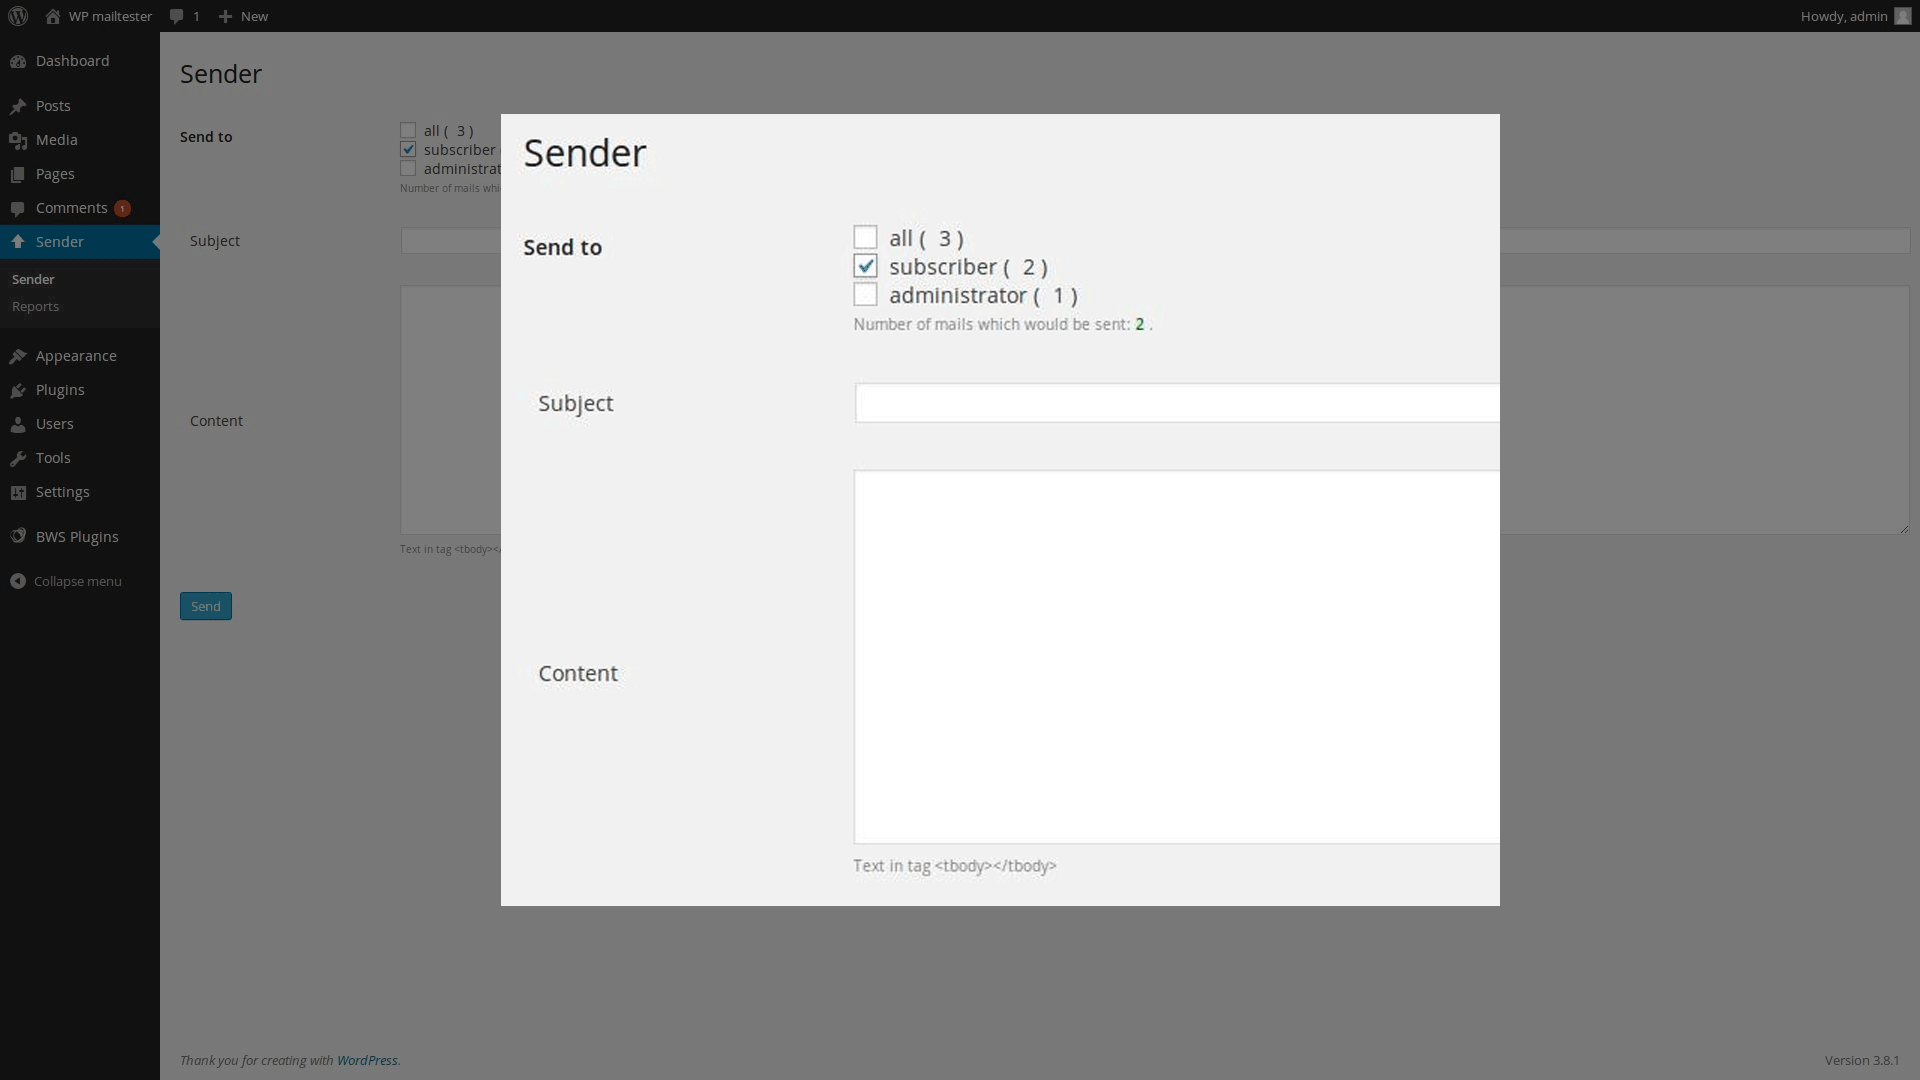 WP mailtester 1 New Howdy, admin
Dashboard
Posts
Media
Pages
Comments 1
Sender
Sender
Reports
Appearance
Plugins
Users
Tools
Settings
BWS Plugins
Collapse menu
Sender
Send to
all ( 3 )
subscriber
administrat
Number of mails whi
Subject
Content
Text in tag <tbody><
Send
Sender
Send to
all ( 3 )
subscriber ( 2 )
administrator ( 1 )
Number of mails which would be sent: 2 .
Subject
Content
Text in tag <tbody></tbody>
Thank you for creating with WordPress.
Version 3.8.1